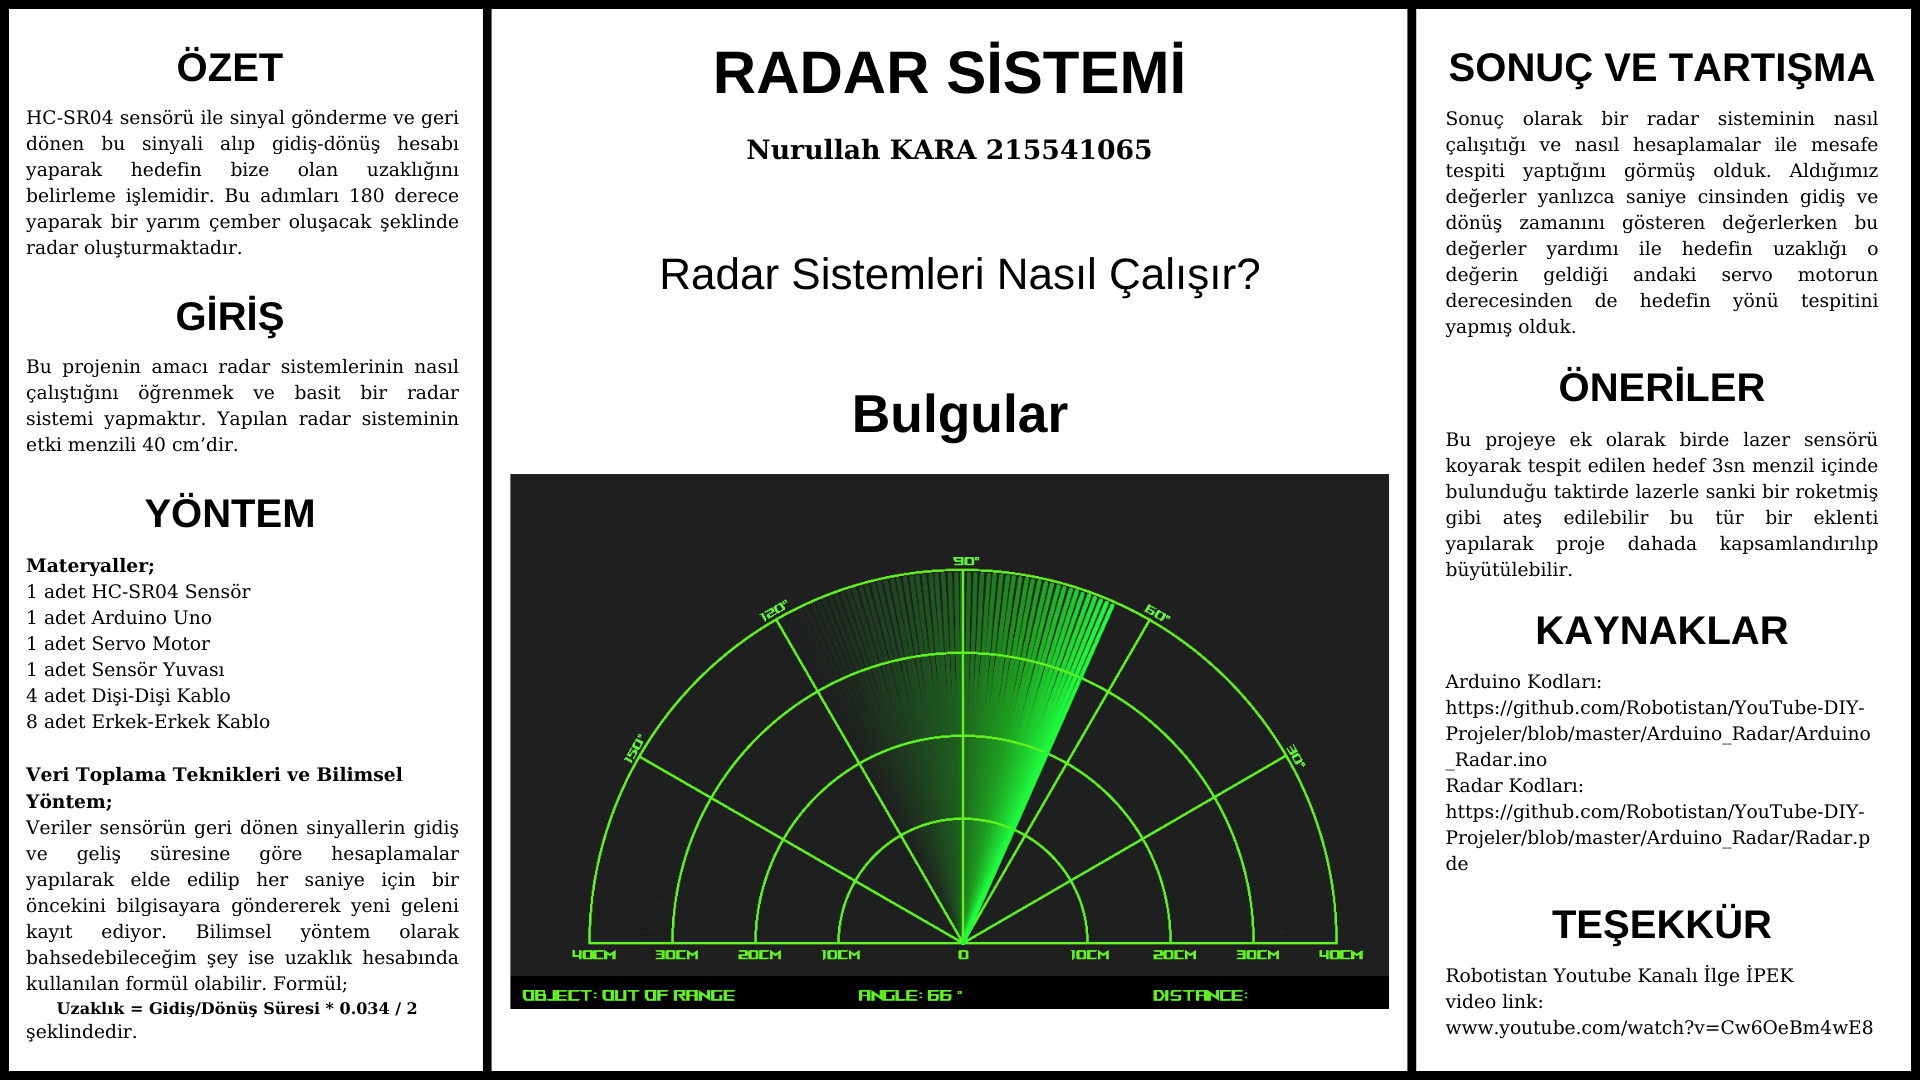 ÖZET
HC-SR04 sensörü ile sinyal gönderme ve geri
dönen bu sinyali alıp gidiş-dönüş hesabı
yaparak hedefin bize olan uzaklığını
belirleme işlemidir. Bu adımları 180 derece
yaparak bir yarım çember oluşacak şeklinde
radar oluşturmaktadır.
GİRİŞ
Bu projenin amacı radar sistemlerinin nasıl
çalıştığını öğrenmek ve basit bir radar
sistemi yapmaktır. Yapılan radar sisteminin
etki menzili 40 cm’dir.
YÖNTEM
Materyaller;
1 adet HC-SR04 Sensör
1 adet Arduino Uno
1 adet Servo Motor
1 adet Sensör Yuvası
4 adet Dişi-Dişi Kablo
8 adet Erkek-Erkek Kablo
Veri Toplama Teknikleri ve Bilimsel
Yöntem;
Veriler sensörün geri dönen sinyallerin gidiş
ve geliş süresine göre hesaplamalar
yapılarak elde edilip her saniye için bir
öncekini bilgisayara göndererek yeni geleni
kayıt ediyor. Bilimsel yöntem olarak
bahsedebileceğim şey ise uzaklık hesabında
kullanılan formül olabilir. Formül;
Uzaklık = Gidiş/Dönüş Süresi * 0.034 / 2
şeklindedir.
RADAR SİSTEMİ
Nurullah KARA 215541065
Radar Sistemleri Nasıl Çalışır?
Bulgular
90°
120°
60°
150°
30°
40CM 30CM 20CM 10CM 0 10CM 20CM 30CM 40CM
OBJECT: OUT OF RANGE ANGLE: 66 ° DISTANCE:
SONUÇ VE TARTIŞMA
Sonuç olarak bir radar sisteminin nasıl
çalışıtığı ve nasıl hesaplamalar ile mesafe
tespiti yaptığını görmüş olduk. Aldığımız
değerler yanlızca saniye cinsinden gidiş ve
dönüş zamanını gösteren değerlerken bu
değerler yardımı ile hedefin uzaklığı o
değerin geldiği andaki servo motorun
derecesinden de hedefin yönü tespitini
yapmış olduk.
ÖNERİLER
Bu projeye ek olarak birde lazer sensörü
koyarak tespit edilen hedef 3sn menzil içinde
bulunduğu taktirde lazerle sanki bir roketmiş
gibi ateş edilebilir bu tür bir eklenti
yapılarak proje dahada kapsamlandırılıp
büyütülebilir.
KAYNAKLAR
Arduino Kodları:
https://github.com/Robotistan/YouTube-DIY-
Projeler/blob/master/Arduino_Radar/Arduino
_Radar.ino
Radar Kodları:
https://github.com/Robotistan/YouTube-DIY-
Projeler/blob/master/Arduino_Radar/Radar.p
de
TEŞEKKÜR
Robotistan Youtube Kanalı İlge İPEK
video link:
www.youtube.com/watch?v=Cw6OeBm4wE8